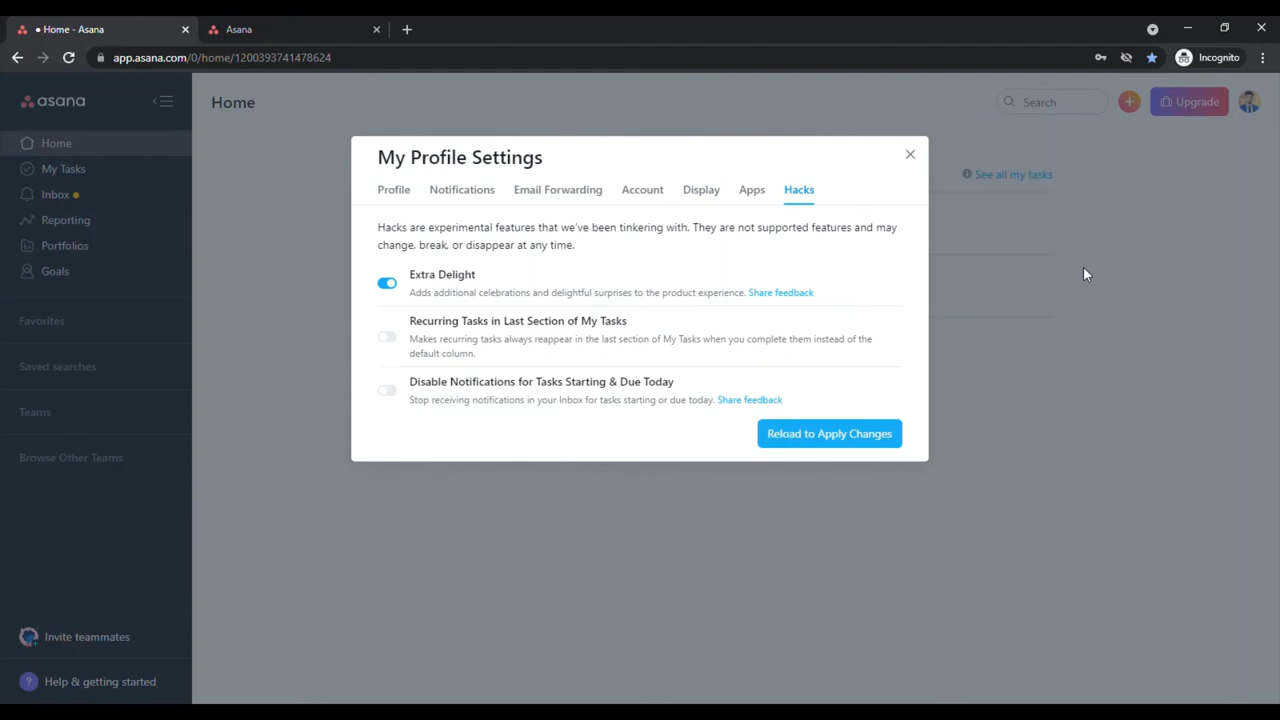 Home - Asana
Asana
app.asana.com/0/home/1200393741478624
Incognito
asana
Home
Search
Upgrade
Home
My Tasks
Inbox
Reporting
Portfolios
Goals
Favorites
Saved searches
Teams
Browse Other Teams
Invite teammates
? Help & getting started
See all my tasks
My Profile Settings
Profile Notifications Email Forwarding Account Display Apps Hacks
Hacks are experimental features that we've been tinkering with. They are not supported features and may
change, break, or disappear at any time.
Extra Delight
Adds additional celebrations and delightful surprises to the product experience. Share feedback
Recurring Tasks in Last Section of My Tasks
Makes recurring tasks always reappear in the last section of My Tasks when you complete them instead of the
default column.
Disable Notifications for Tasks Starting & Due Today
Stop receiving notifications in your Inbox for tasks starting or due today. Share feedback
Reload to Apply Changes